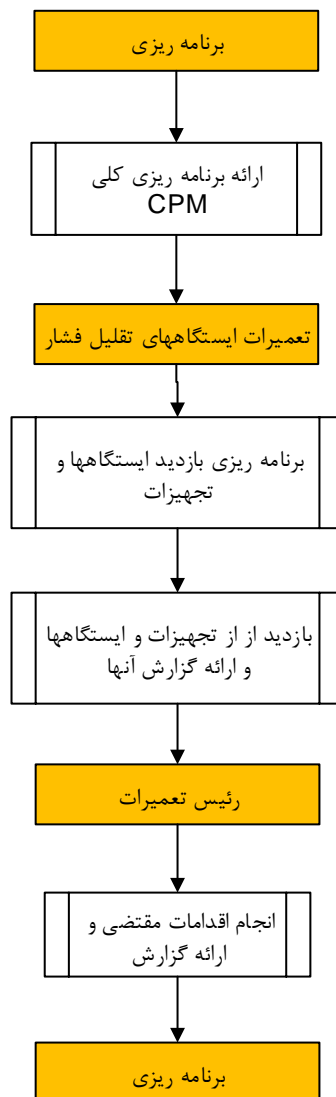 برنامه ریزی
ارائه برنامه ریزی کلی
CPM
تعمیرات ایستگاههای تقلیل فشار
برنامه ریزی بازدید ایستگاهها و
تجهیزات
بازدید از از تجهیزات و ایستگاهها
و ارائه گزارش آنها
رئیس تعمیرات
انجام اقدامات مقتضی و
ارائه گزارش
برنامه ریزی